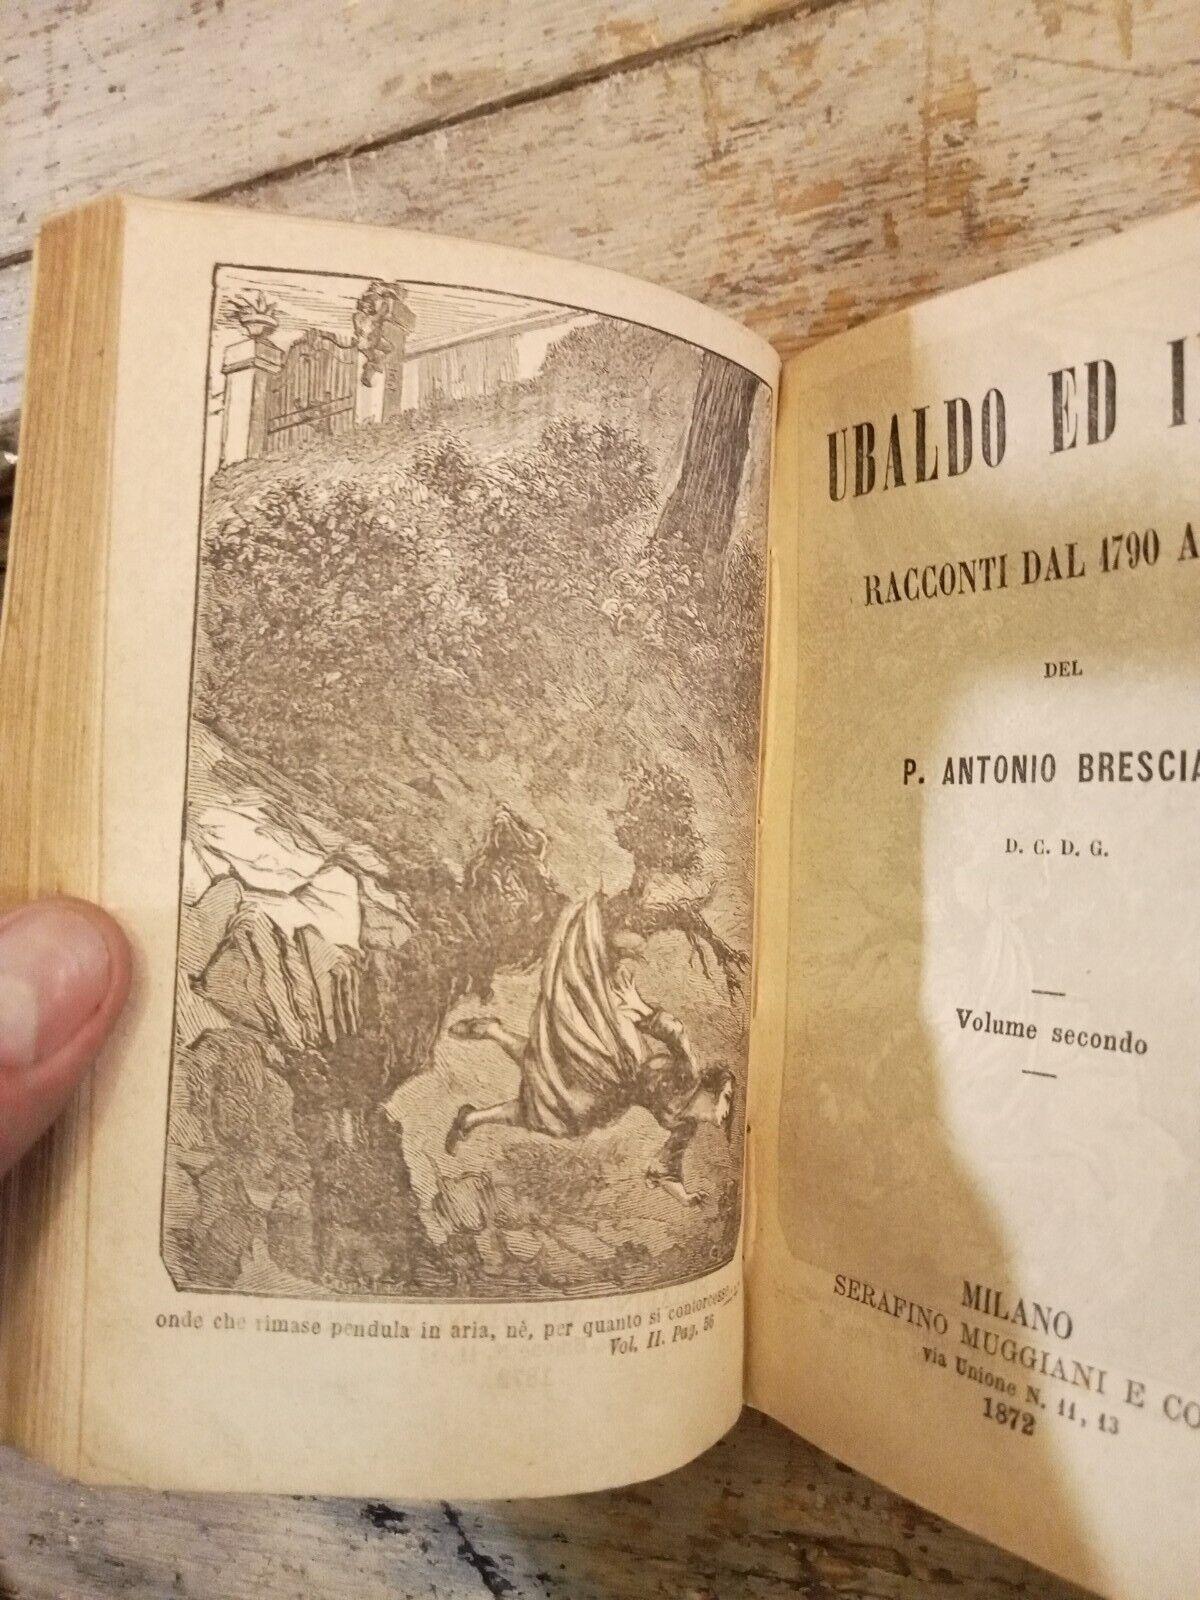 onde che rimase pendula in aria, nè, per quanto si contorcesse
Vol. II. Pag. 56
UBALDO ED I
RACCONTI DAL 1790 A
DEL
P. ANTONIO BRESCIA
D. C. D. G.
Volume secondo
MILANO
SERAFINO MUGGIANI E CO
via Unione N. 11, 13
1872